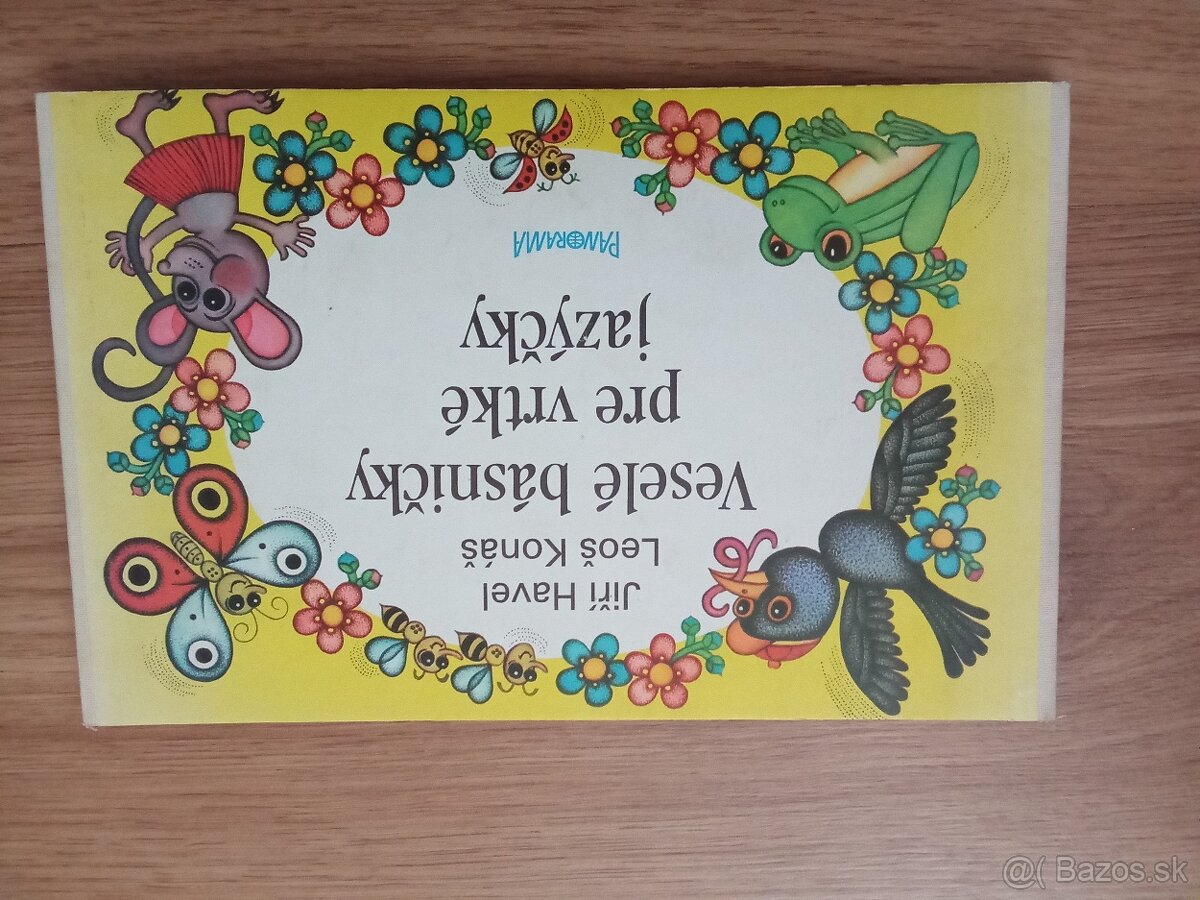 Jiří Havel
Leoš Konáš
Veselé básničky
pre vrtké
jazýčky
PANORAMA
@( Bazos.sk